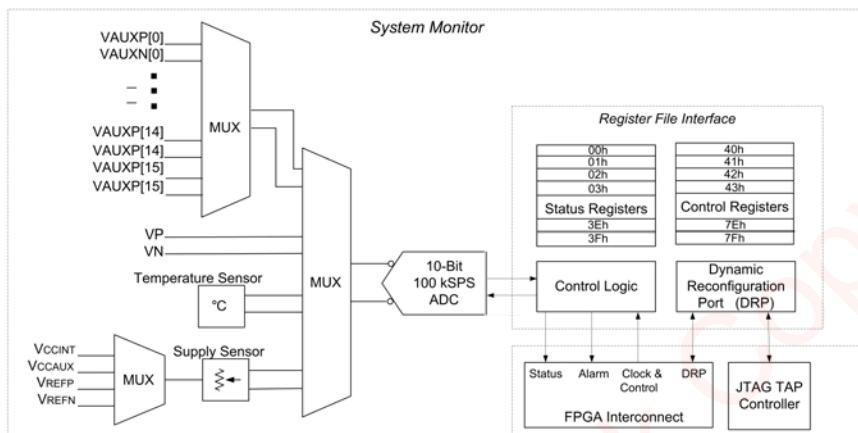 System Monitor
VAUXP[0]
VAUXN[0]
VAUXP[14]
VAUXP[14]
VAUXP[15]
VAUXP[15]
MUX
VP
VN
Temperature Sensor
°C
VCCINT
VCCAUX
VREFP
VREFN
MUX
Supply Sensor
MUX
10-Bit
100 kSPS
ADC
Register File Interface
00h
01h
02h
03h
Status Registers
3Eh
3Fh
40h
41h
42h
43h
Control Registers
7Eh
7Fh
Control Logic
Dynamic
Reconfiguration
Port (DRP)
Status
Alarm
Clock &
Control
DRP
FPGA Interconnect
JTAG TAP
Controller
Cop